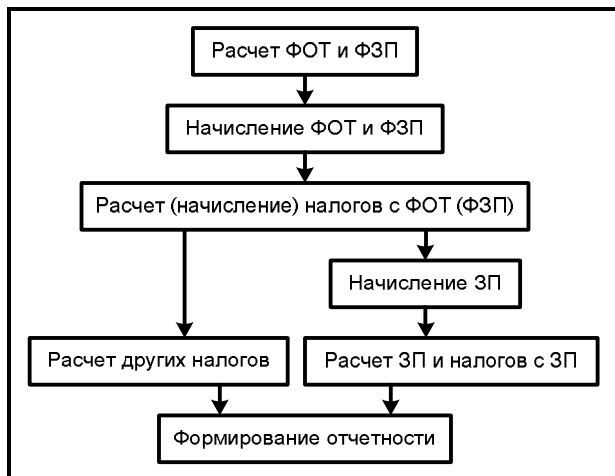 Расчет ФОТ и ФЗП
Начисление ФОТ и ФЗП
Расчет (начисление) налогов с ФОТ (ФЗП)
Начисление ЗП
Расчет других налогов
Расчет ЗП и налогов с ЗП
Формирование отчетности